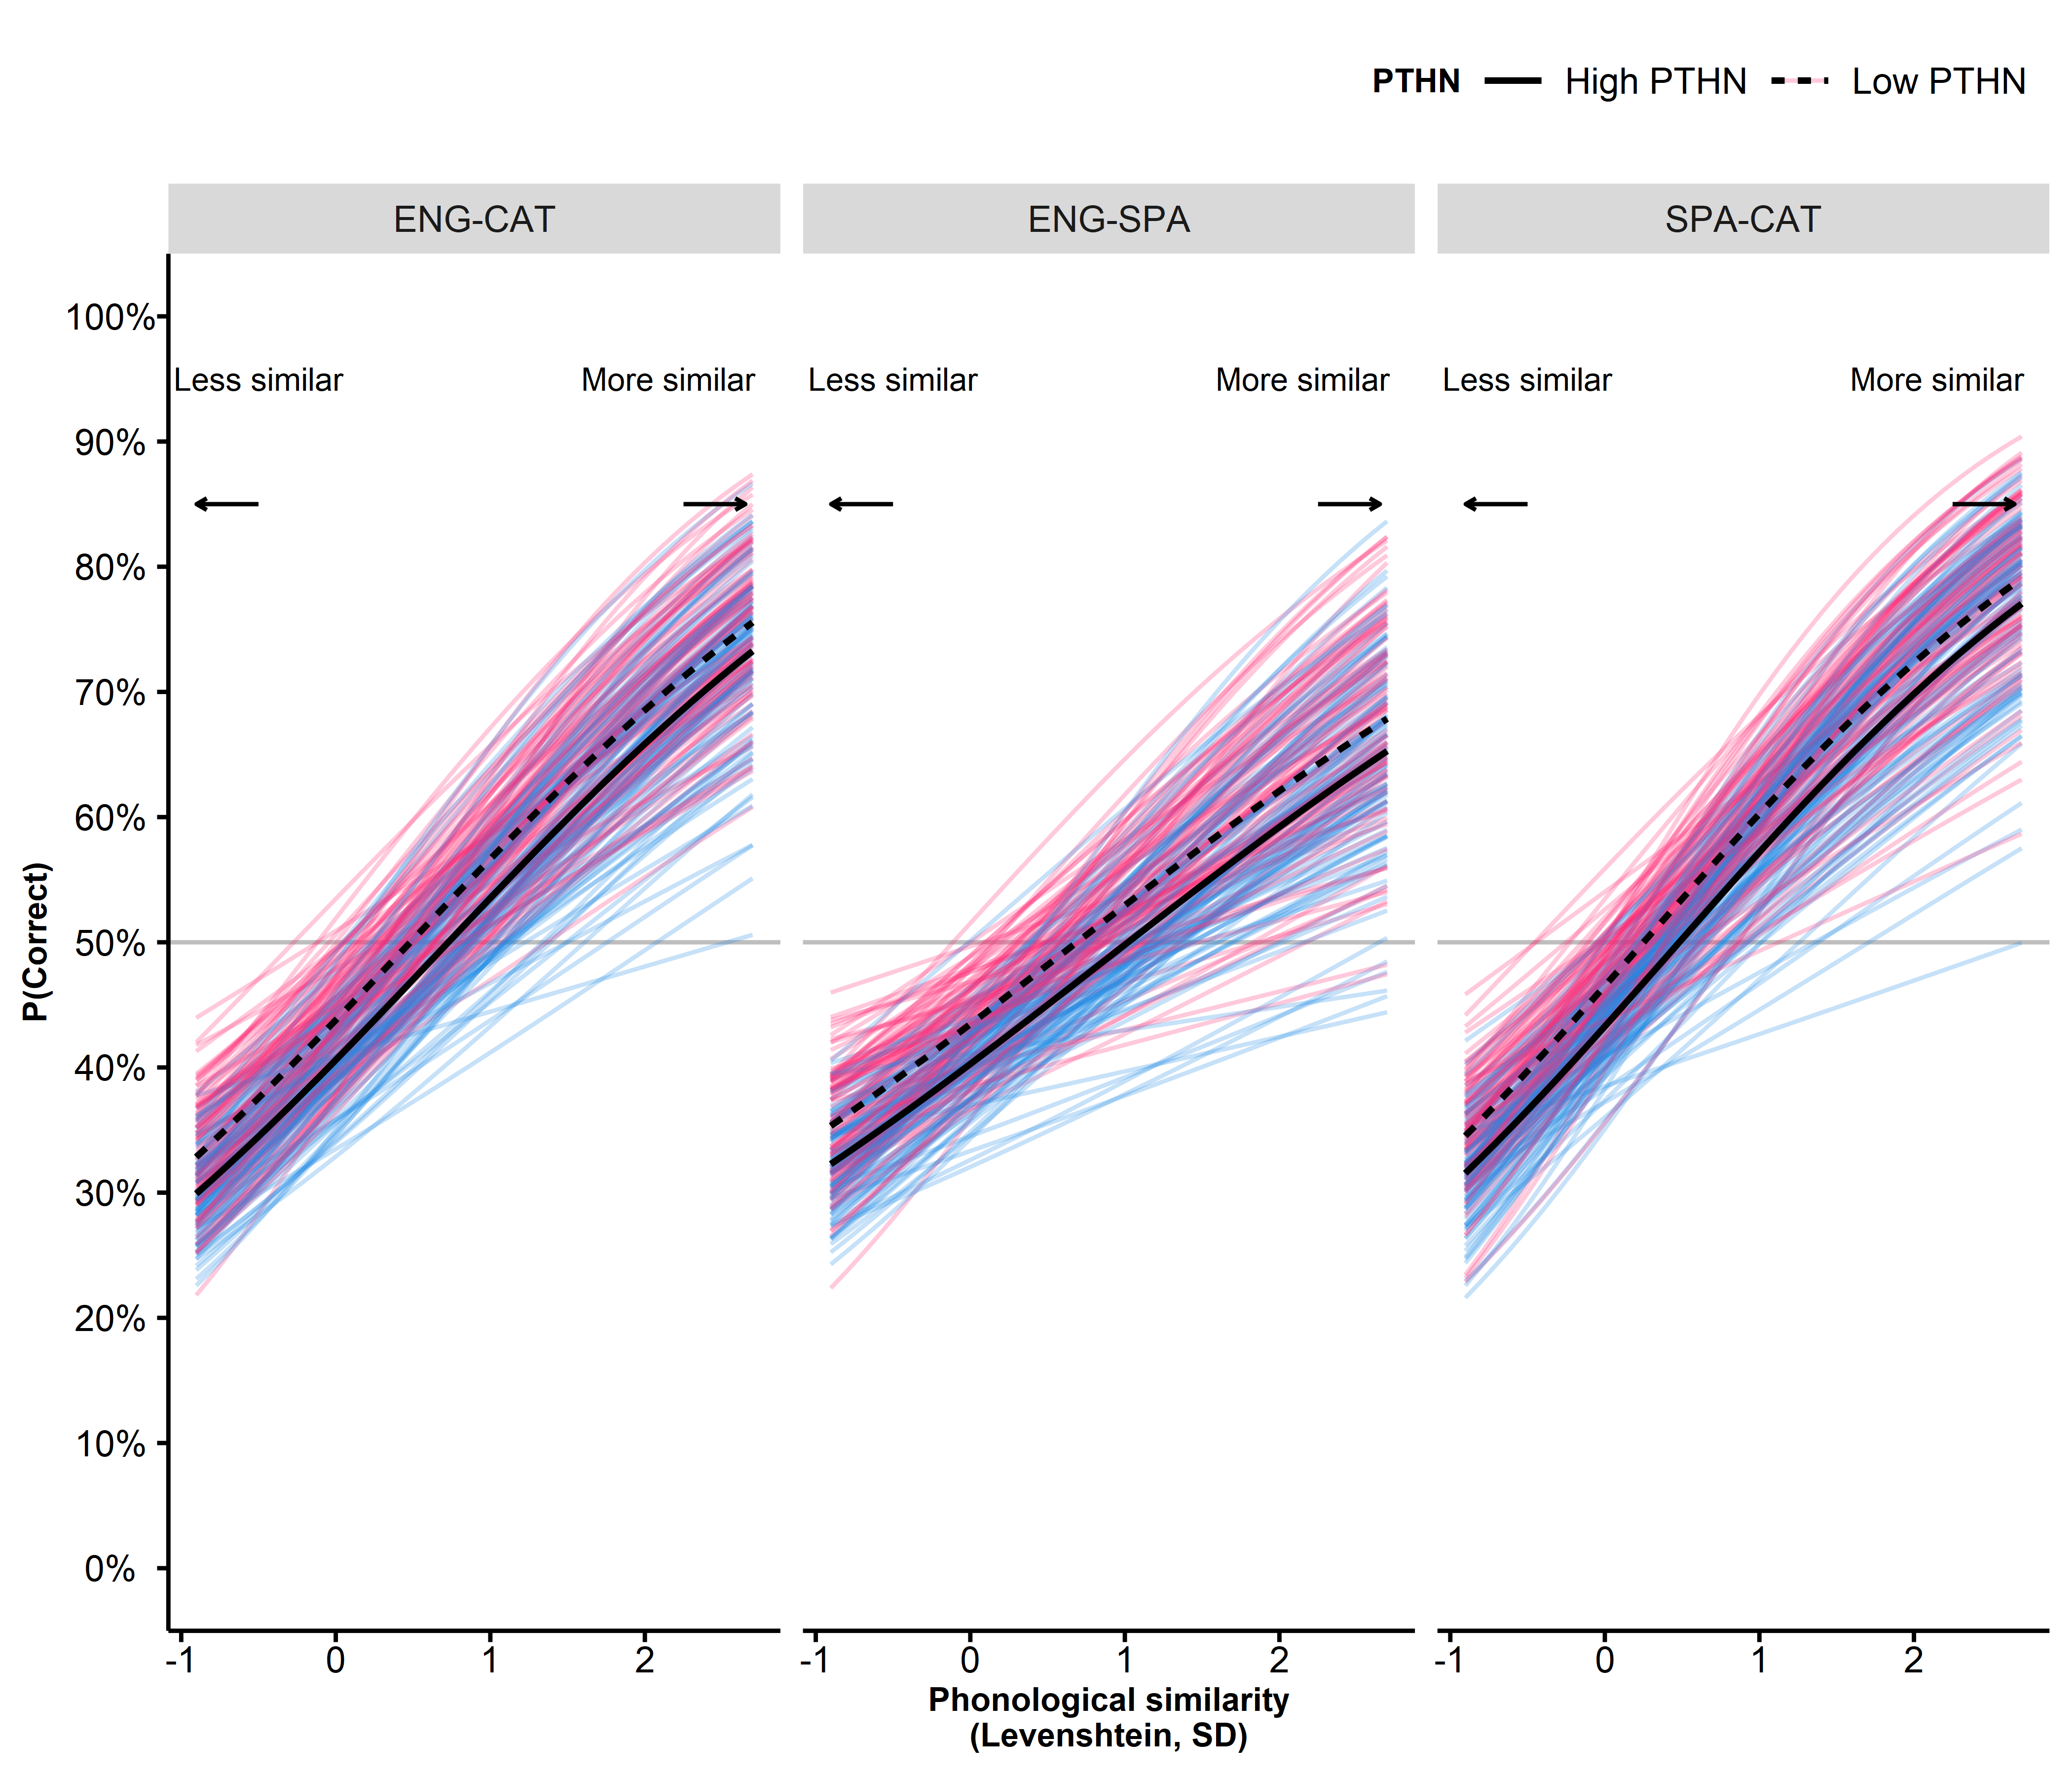 PTHN High PTHN Low PTHN
ENG-CAT ENG-SPA SPA-CAT
100%
Less similar More similar Less similar More similar Less similar More similar
90%
80%
70%
60%
50%
40%
30%
20%
10%
0%
P(Correct)
-1 0 1 2 -1 0 1 2 -1 0 1 2
Phonological similarity
(Levenshtein, SD)